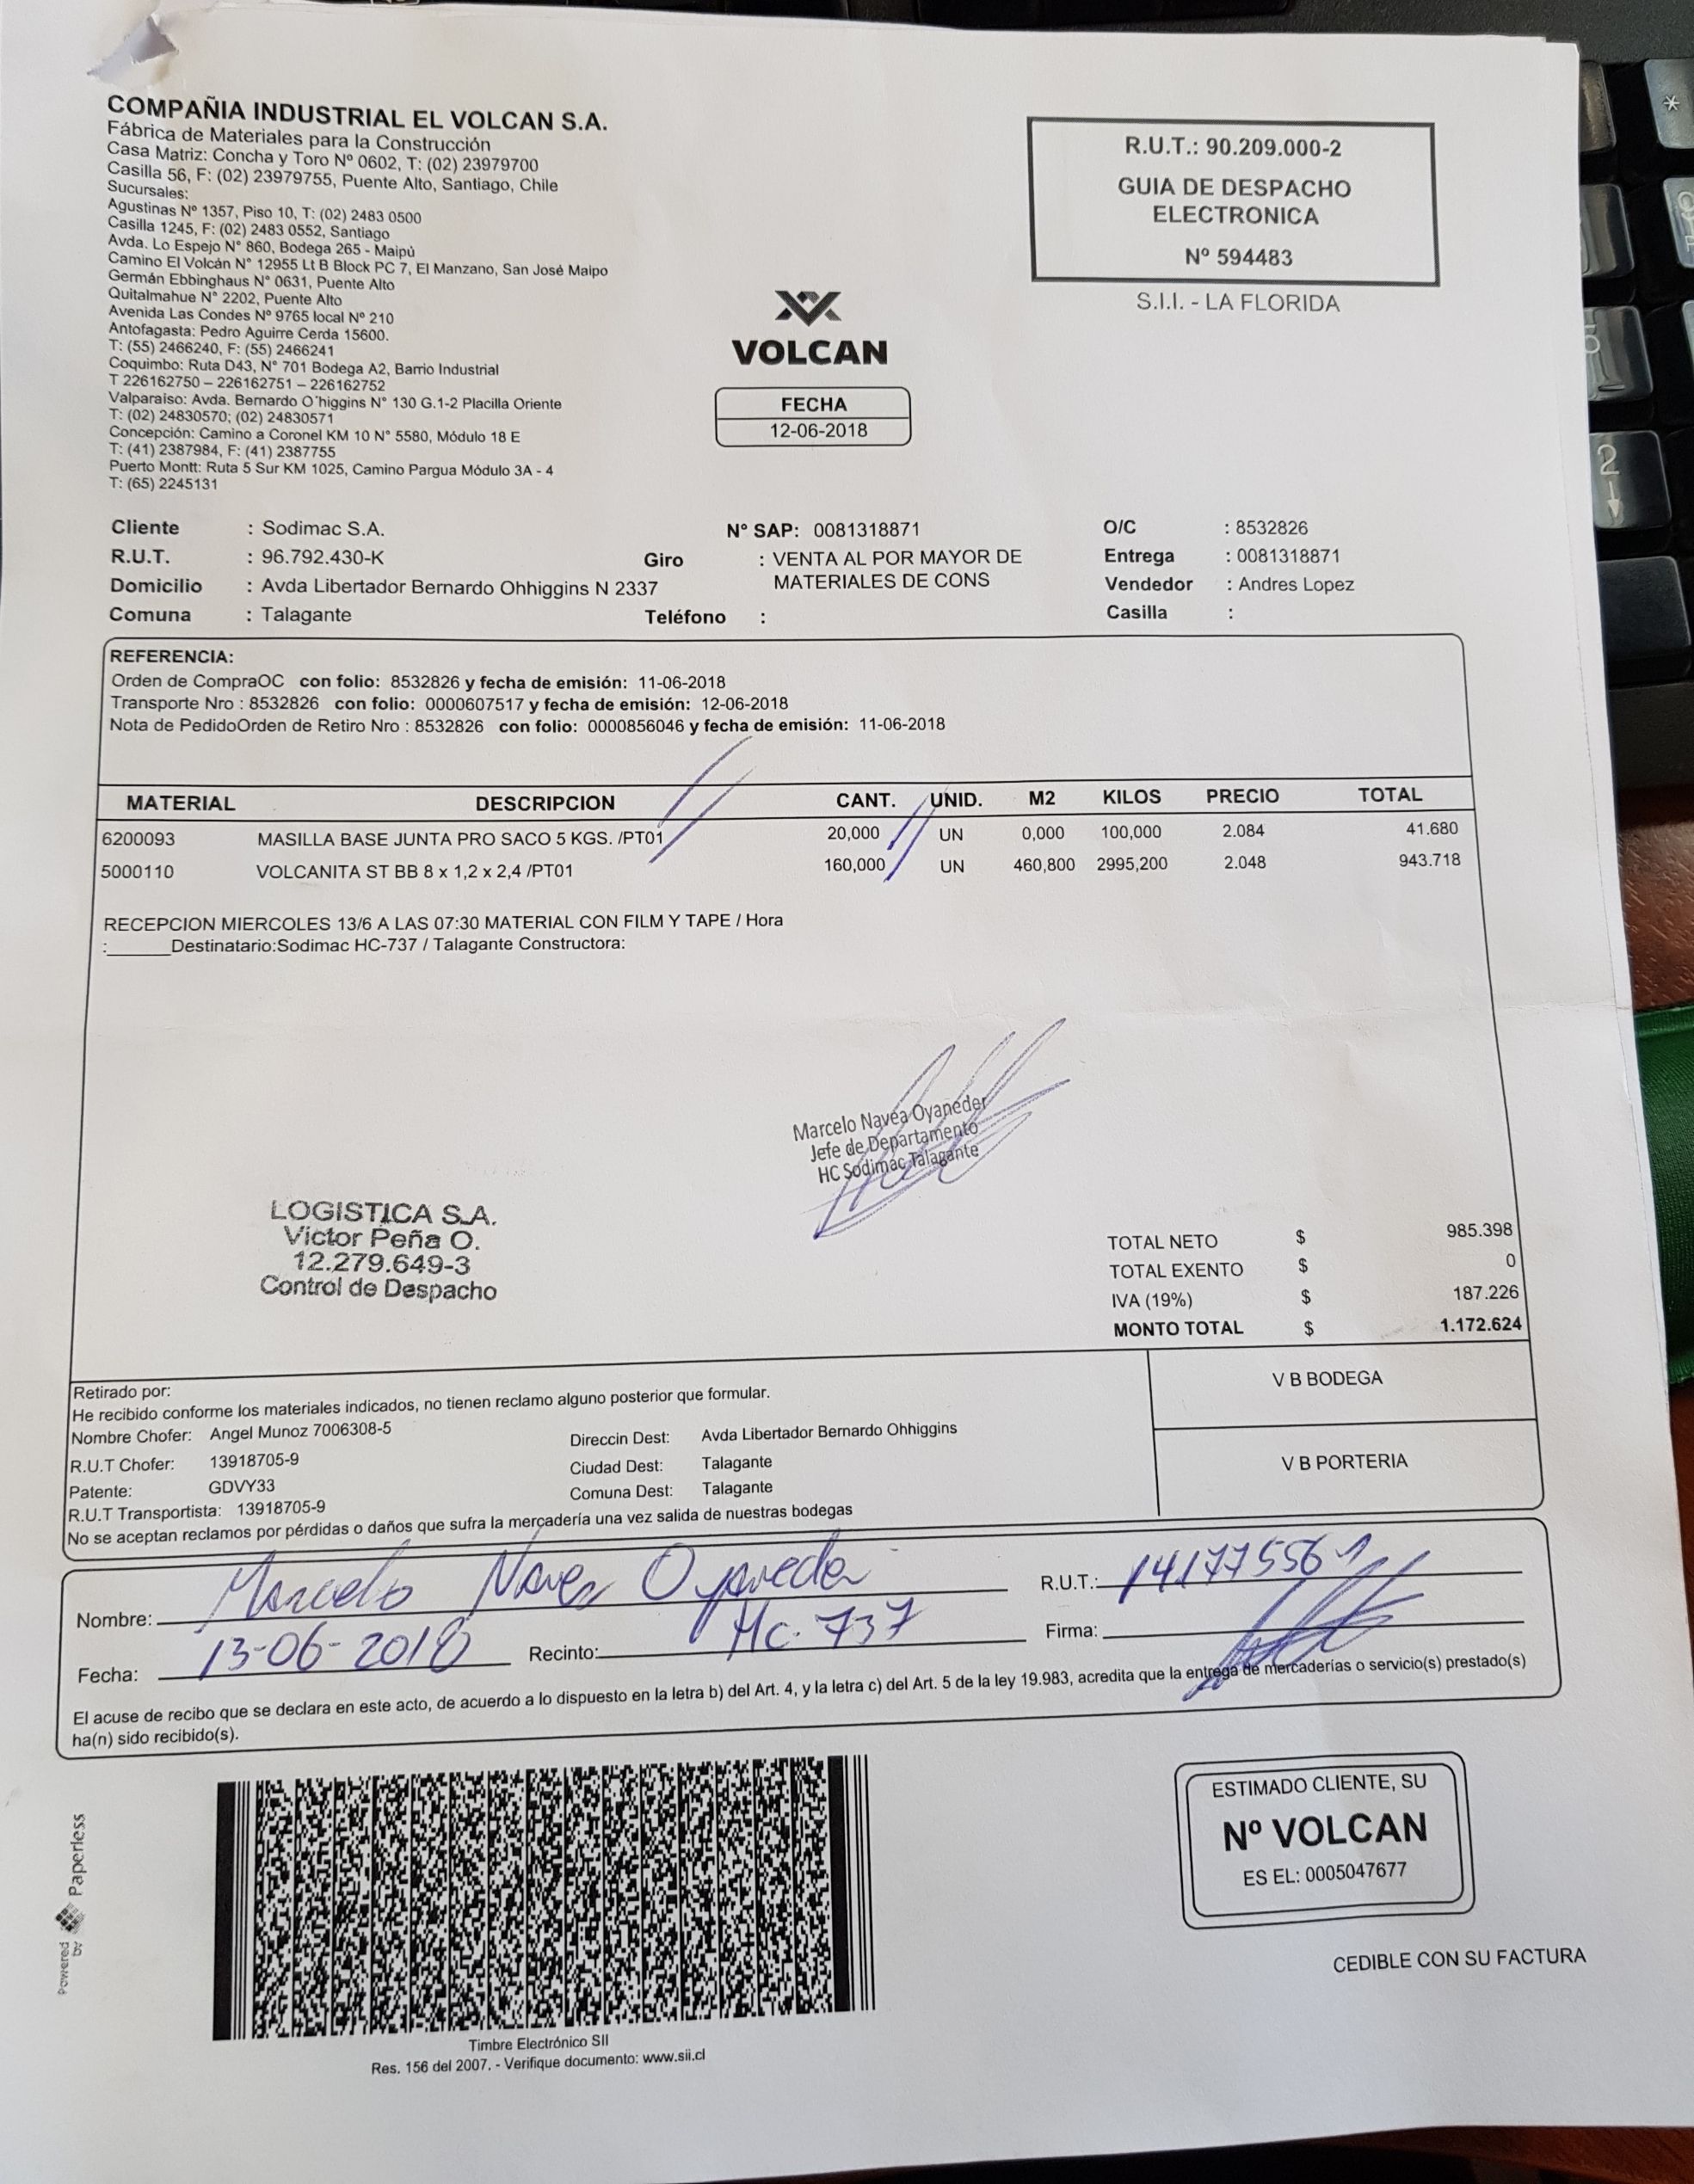 COMPAÑIA INDUSTRIAL EL VOLCAN S.A.
Fábrica de Materiales para la Construcción
Casa Matriz: Concha y Toro Nº 0602, T: (02) 23979700
Casilla 56, F: (02) 23979755, Puente Alto, Santiago, Chile
Sucursales:
Agustinas Nº 1357, Piso 10, T: (02) 2483 0500
Casilla 1245, F: (02) 2483 0552, Santiago
Avda. Lo Espejo N° 860, Bodega 265 - Maipú
Camino El Volcán N° 12955 Lt B Block PC 7, El Manzano, San José Maipo
Germán Ebbinghaus N° 0631, Puente Alto
Quitalmahue N° 2202, Puente Alto
Avenida Las Condes Nº 9765 local Nº 210
Antofagasta: Pedro Aguirre Cerda 15600.
T: (55) 2466240, F: (55) 2466241
Coquimbo: Ruta D43, N° 701 Bodega A2, Barrio Industrial
T 226162750 – 226162751 – 226162752
Valparaiso: Avda. Bernardo O´higgins N° 130 G.1-2 Placilla Oriente
T: (02) 24830570; (02) 24830571
Concepción: Camino a Coronel KM 10 N° 5580, Módulo 18 E
T: (41) 2387984, F: (41) 2387755
Puerto Montt: Ruta 5 Sur KM 1025, Camino Pargua Módulo 3A - 4
T: (65) 2245131
R.U.T.: 90.209.000-2
GUIA DE DESPACHO
ELECTRONICA
Nº 594483
S.I.I. - LA FLORIDA
VOLCAN
FECHA
12-06-2018
Cliente : Sodimac S.A. N° SAP: 0081318871 O/C : 8532826
R.U.T. : 96.792.430-K Giro : VENTA AL POR MAYOR DE Entrega : 0081318871
MATERIALES DE CONS
Domicilio : Avda Libertador Bernardo Ohhiggins N 2337 Vendedor : Andres Lopez
Comuna : Talagante Teléfono : Casilla :
REFERENCIA:
Orden de CompraOC con folio: 8532826 y fecha de emisión: 11-06-2018
Transporte Nro : 8532826 con folio: 0000607517 y fecha de emisión: 12-06-2018
Nota de PedidoOrden de Retiro Nro : 8532826 con folio: 0000856046 y fecha de emisión: 11-06-2018
MATERIAL DESCRIPCION CANT. UNID. M2 KILOS PRECIO TOTAL
6200093 MASILLA BASE JUNTA PRO SACO 5 KGS. /PT01 20,000 UN 0,000 100,000 2.084 41.680
5000110 VOLCANITA ST BB 8 x 1,2 x 2,4 /PT01 160,000 UN 460,800 2995,200 2.048 943.718
RECEPCION MIERCOLES 13/6 A LAS 07:30 MATERIAL CON FILM Y TAPE / Hora
:______Destinatario:Sodimac HC-737 / Talagante Constructora:
Marcelo Navea Oyaneder
Jefe de Departamento
HC Sodimac Talagante
LOGISTICA S.A.
Victor Peña O.
12.279.649-3
Control de Despacho
TOTAL NETO $ 985.398
TOTAL EXENTO $ 0
IVA (19%) $ 187.226
MONTO TOTAL $ 1.172.624
Retirado por:
He recibido conforme los materiales indicados, no tienen reclamo alguno posterior que formular.
Nombre Chofer: Angel Munoz 7006308-5 Direccin Dest: Avda Libertador Bernardo Ohhiggins
R.U.T Chofer: 13918705-9 Ciudad Dest: Talagante
Patente: GDVY33 Comuna Dest: Talagante
R.U.T Transportista: 13918705-9
No se aceptan reclamos por pérdidas o daños que sufra la mercadería una vez salida de nuestras bodegas
V B BODEGA
V B PORTERIA
Nombre: Marcelo Navea Oyaneder R.U.T.: 14177556-1
Fecha: 13-06-2018 Recinto: Hc. 737 Firma:
El acuse de recibo que se declara en este acto, de acuerdo a lo dispuesto en la letra b) del Art. 4, y la letra c) del Art. 5 de la ley 19.983, acredita que la entrega de mercaderías o servicio(s) prestado(s)
ha(n) sido recibido(s).
Powered by Paperless
Timbre Electrónico SII
Res. 156 del 2007. - Verifique documento: www.sii.cl
ESTIMADO CLIENTE, SU
Nº VOLCAN
ES EL: 0005047677
CEDIBLE CON SU FACTURA